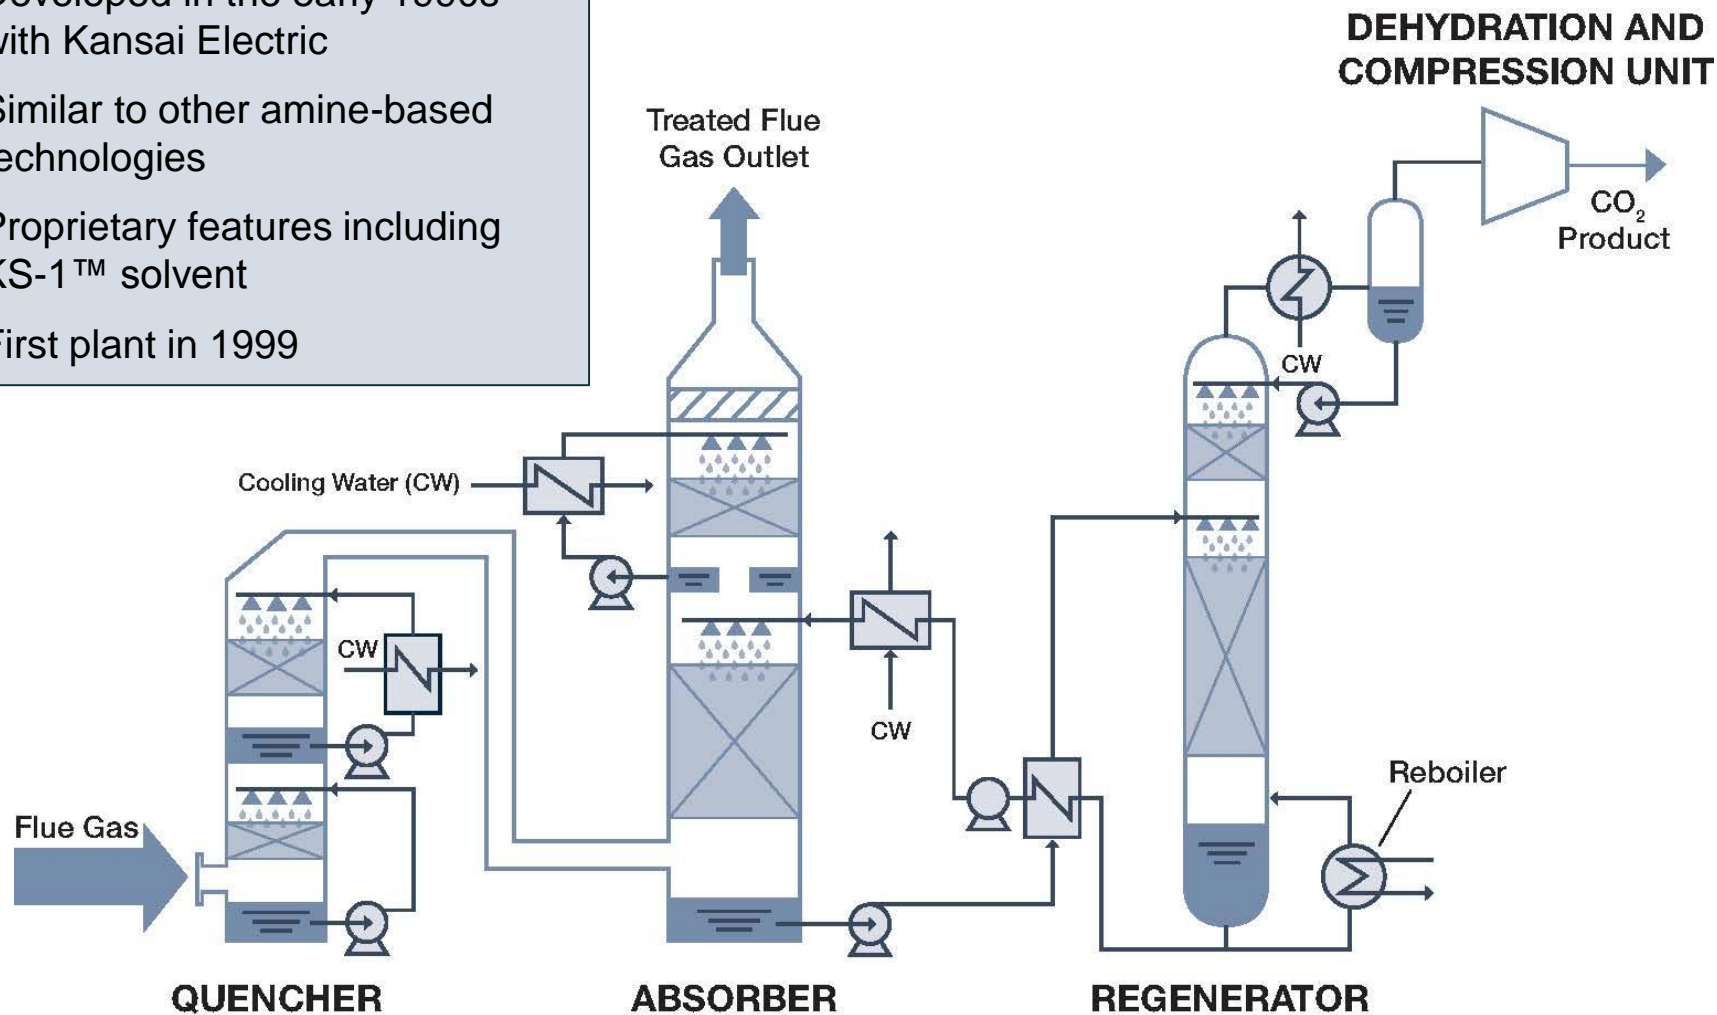 with Kansai Electric
Similar to other amine-based
technologies
Proprietary features including
KS-1™ solvent
First plant in 1999
DEHYDRATION AND
COMPRESSION UNIT
Treated Flue
Gas Outlet
CO₂
Product
CW
Cooling Water (CW)
CW
CW
Reboiler
Flue Gas
QUENCHER
ABSORBER
REGENERATOR